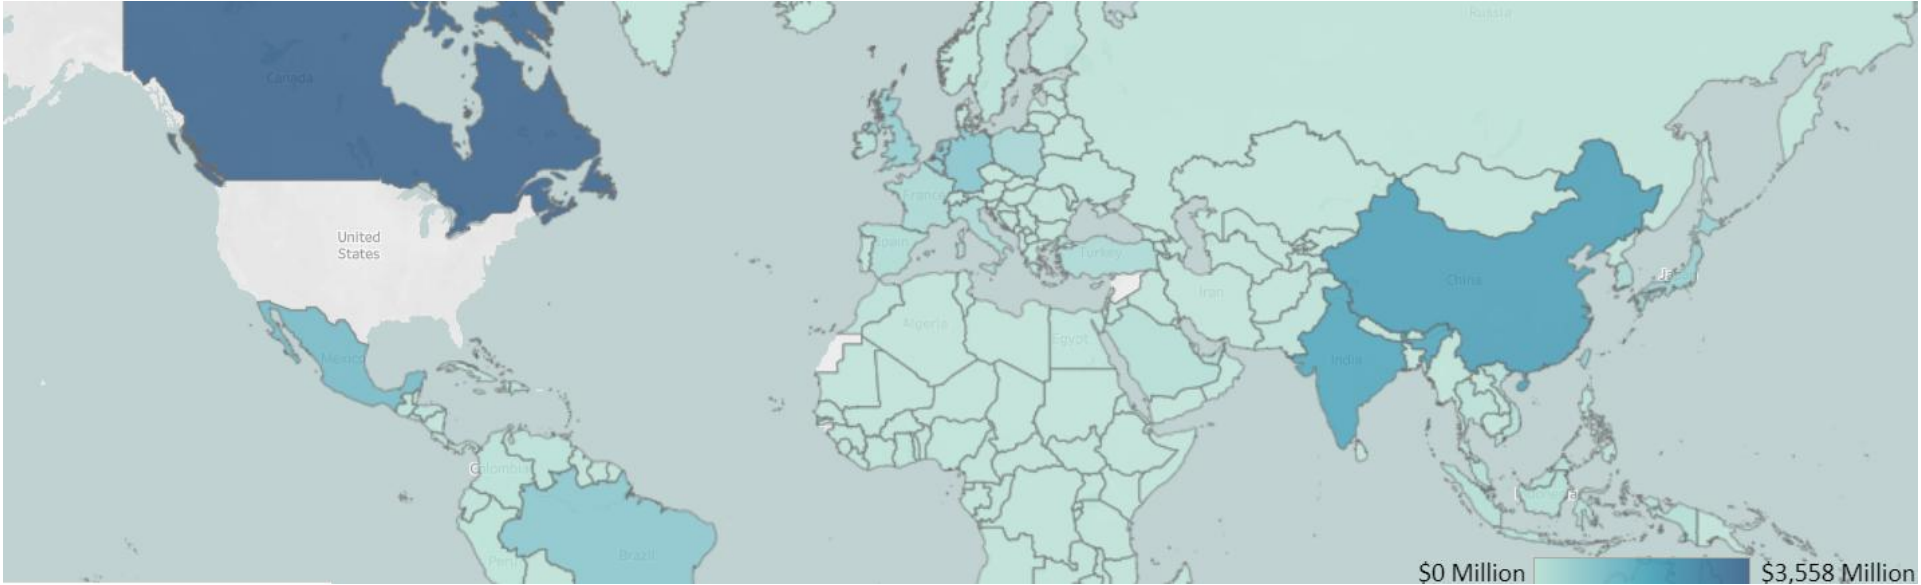 Russia
Canada
France
United
States
Spain
Turkey
China
Iran
Algeria
Egypt
Mexico
India
Colombia
Peru
Brazil
$0 Million
$3,558 Million